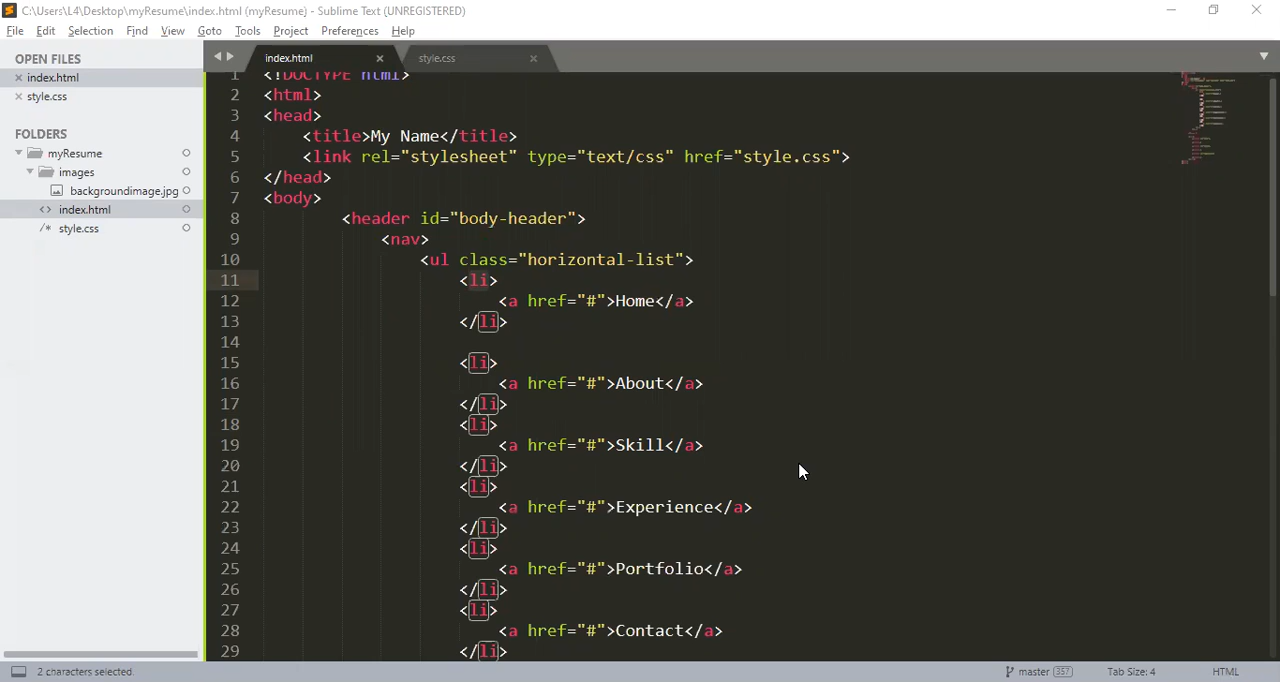 C:\Users\L4\Desktop\myResume\index.html (myResume) - Sublime Text (UNREGISTERED)
File Edit Selection Find View Goto Tools Project Preferences Help
OPEN FILES
index.html
style.css
FOLDERS
myResume
images
backgroundimage.jpg
index.html
style.css
index.html style.css
1 <!DOCTYPE html>
2 <html>
3 <head>
4 <title>My Name</title>
5 <link rel="stylesheet" type="text/css" href="style.css">
6 </head>
7 <body>
8 <header id="body-header">
9 <nav>
10 <ul class="horizontal-list">
11 <li>
12 <a href="#">Home</a>
13 </li>
14
15 <li>
16 <a href="#">About</a>
17 </li>
18 <li>
19 <a href="#">Skill</a>
20 </li>
21 <li>
22 <a href="#">Experience</a>
23 </li>
24 <li>
25 <a href="#">Portfolio</a>
26 </li>
27 <li>
28 <a href="#">Contact</a>
29 </li>
2 characters selected master 357 Tab Size: 4 HTML